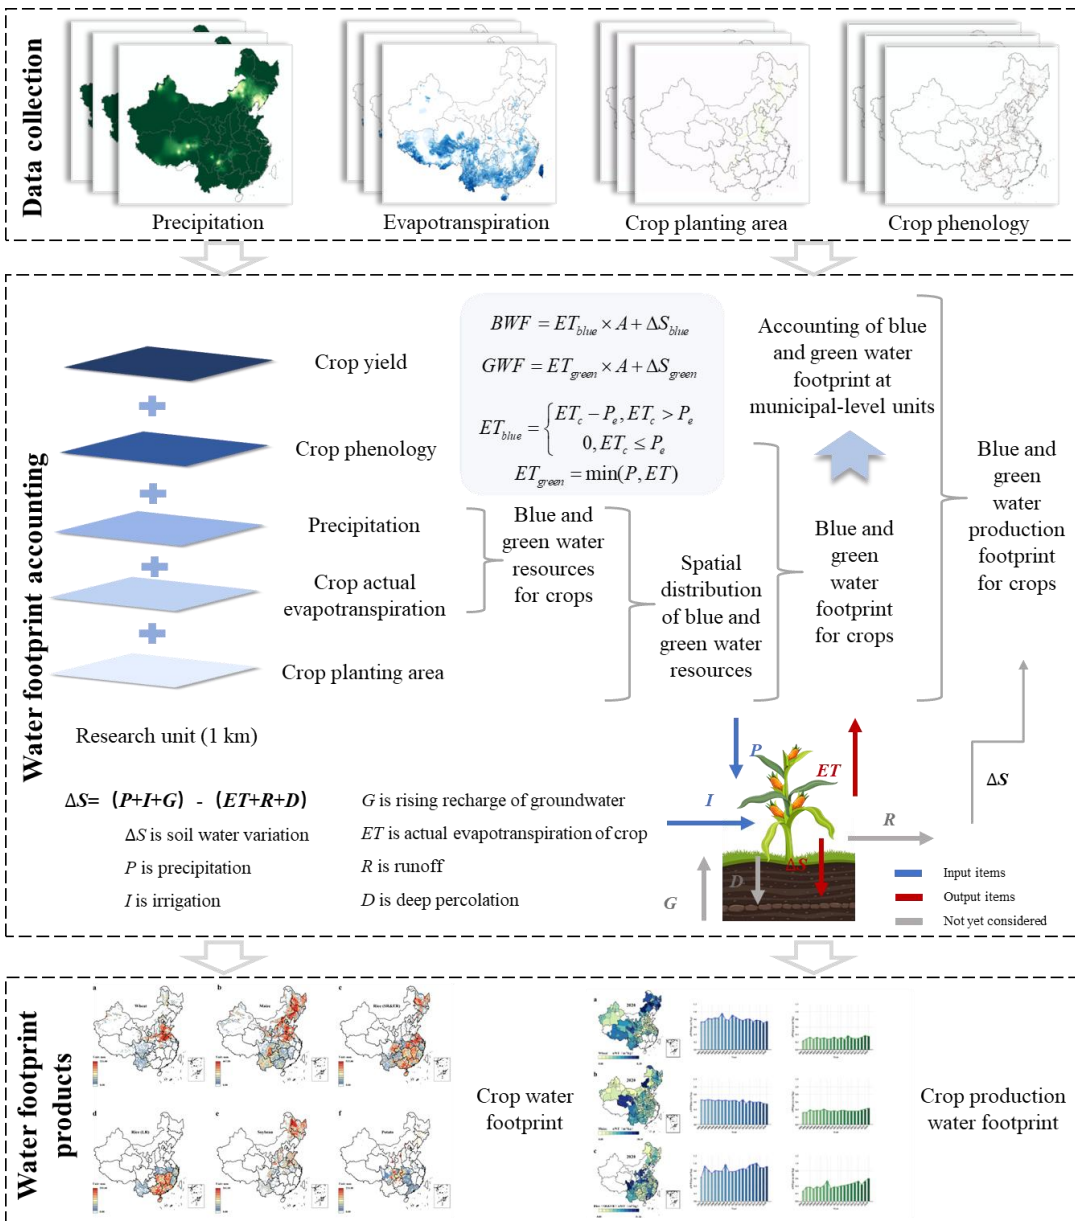 Data collection
Precipitation
Evapotranspiration
Crop planting area
Crop phenology
Water footprint accounting
Crop yield
Crop phenology
Precipitation
Crop actual
evapotranspiration
Crop planting area
Research unit (1 km)
BWF = ET_blue × A + ΔS_blue
GWF = ET_green × A + ΔS_green
ET_blue = { ET_c − P_e, ET_c > P_e
0, ET_c ≤ P_e
ET_green = min(P, ET)
Blue and
green water
resources
for crops
Spatial
distribution
of blue and
green water
resources
Accounting of blue
and green water
footprint at
municipal-level units
Blue and
green
water
footprint
for crops
Blue and
green
water
production
footprint
for crops
ΔS= (P+I+G) - (ET+R+D)
ΔS is soil water variation
P is precipitation
I is irrigation
G is rising recharge of groundwater
ET is actual evapotranspiration of crop
R is runoff
D is deep percolation
P
ET
I
R
ΔS
D
G
ΔS
Input items
Output items
Not yet considered
Water footprint
products
a
Wheat
b
Maize
c
d
Rice (LR)
e
Soybean
f
Potato
Crop water
footprint
a
2020
b
2020
c
2020
Crop production
water footprint